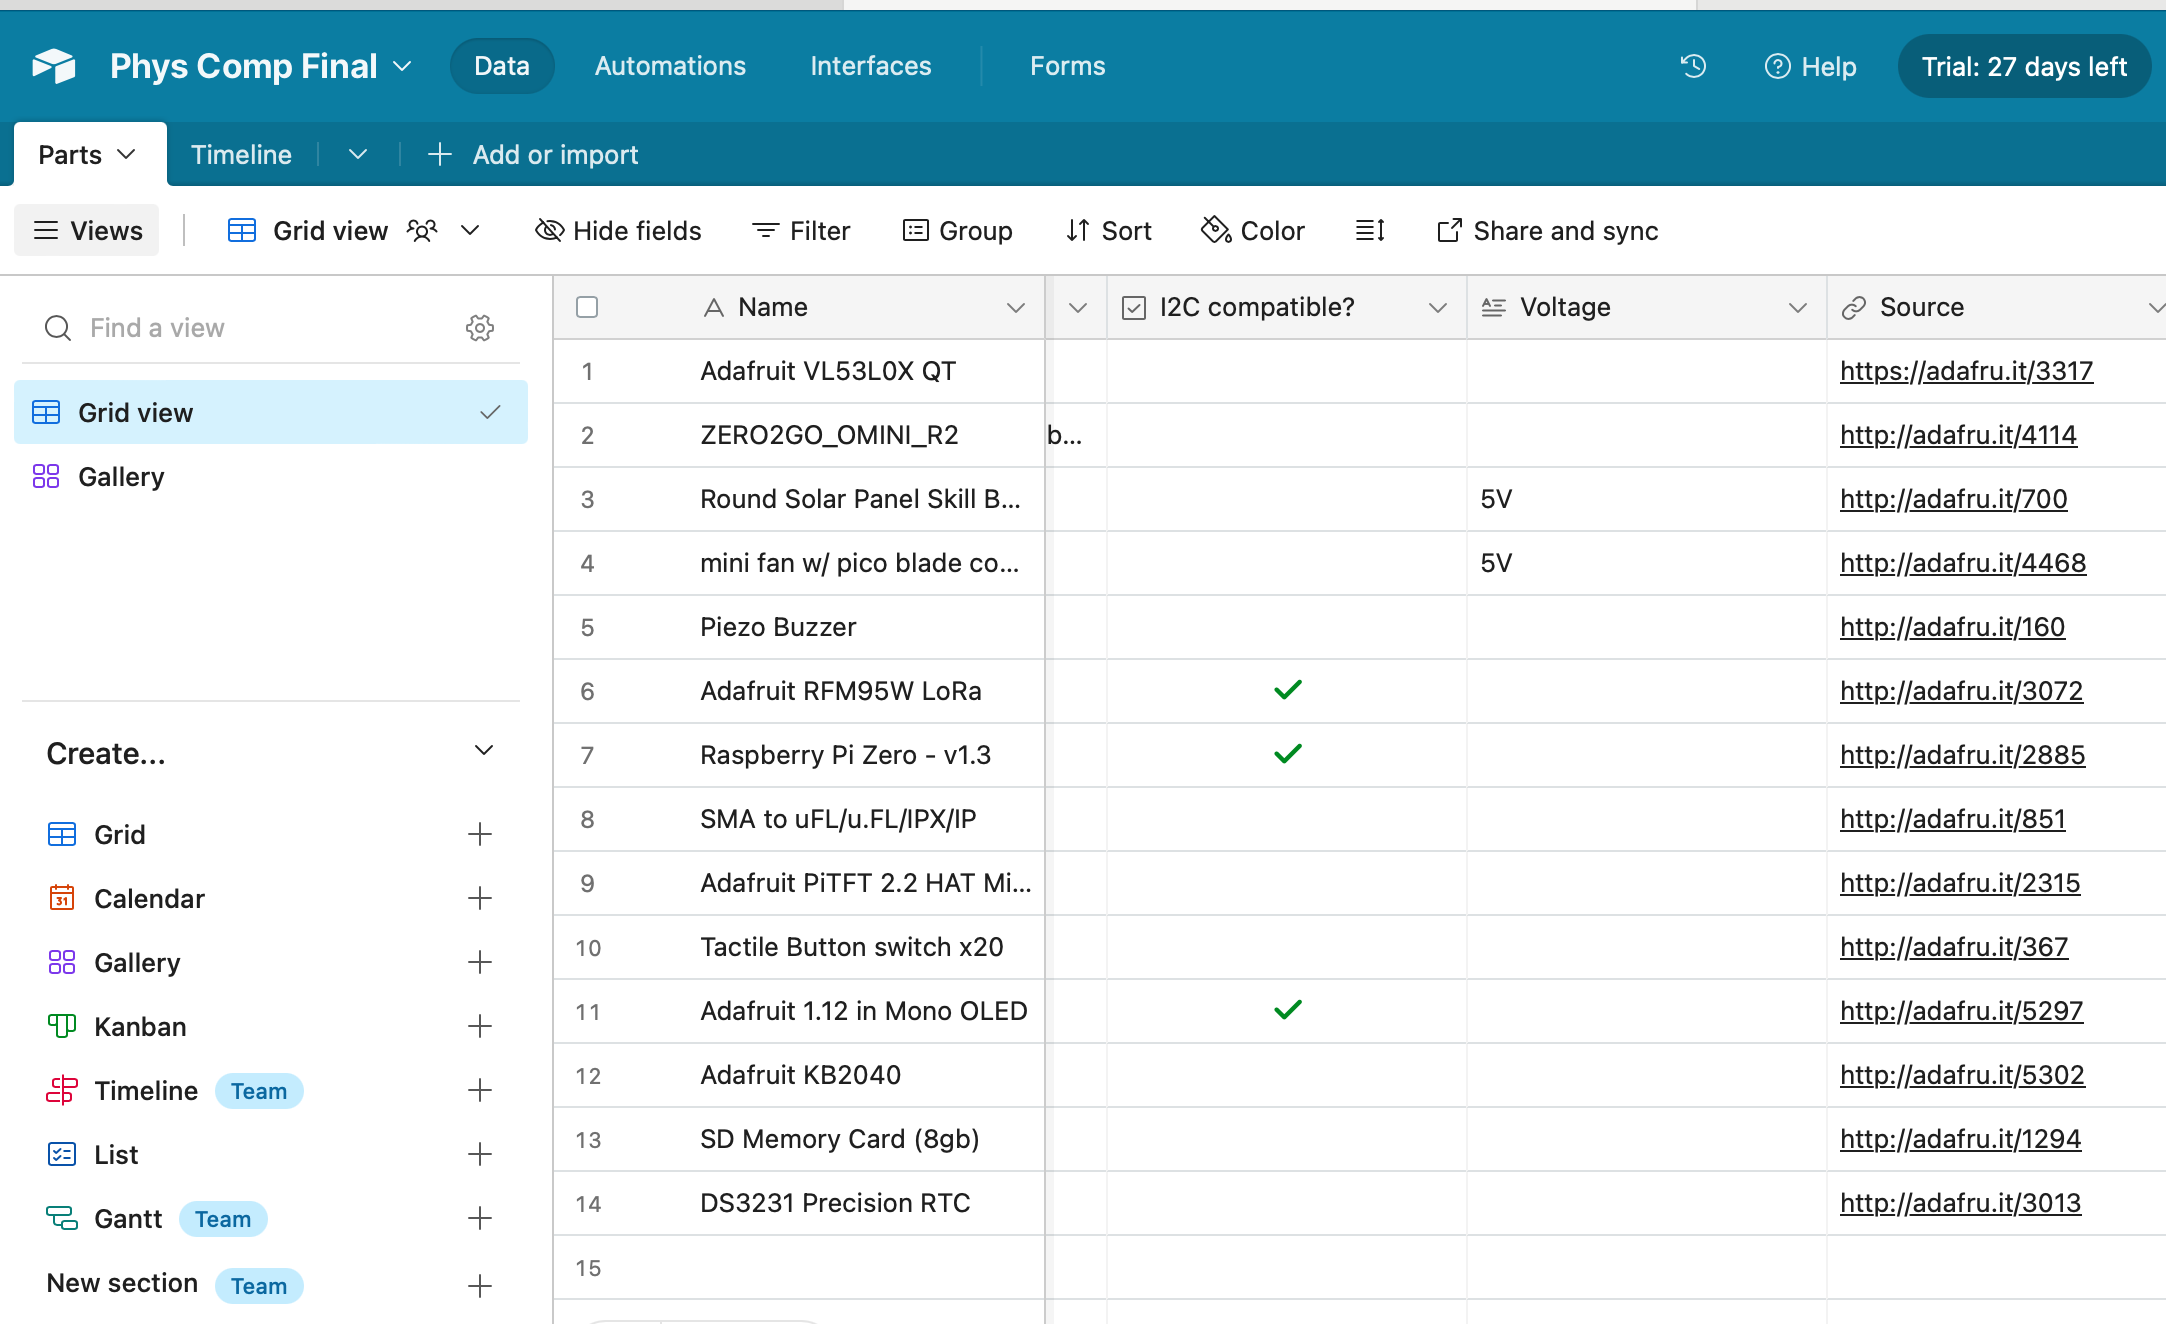 Phys Comp Final Data Automations Interfaces Forms Help Trial: 27 days left
Parts Timeline Add or import
Views Grid view Hide fields Filter Group Sort Color Share and sync
Find a view
Grid view
Gallery
Create...
Grid
Calendar
Gallery
Kanban
Timeline Team
List
Gantt Team
New section Team
Name I2C compatible? Voltage Source
1 Adafruit VL53L0X QT https://adafru.it/3317
2 ZERO2GO_OMINI_R2 b... http://adafru.it/4114
3 Round Solar Panel Skill B... 5V http://adafru.it/700
4 mini fan w/ pico blade co... 5V http://adafru.it/4468
5 Piezo Buzzer http://adafru.it/160
6 Adafruit RFM95W LoRa http://adafru.it/3072
7 Raspberry Pi Zero - v1.3 http://adafru.it/2885
8 SMA to uFL/u.FL/IPX/IP http://adafru.it/851
9 Adafruit PiTFT 2.2 HAT Mi... http://adafru.it/2315
10 Tactile Button switch x20 http://adafru.it/367
11 Adafruit 1.12 in Mono OLED http://adafru.it/5297
12 Adafruit KB2040 http://adafru.it/5302
13 SD Memory Card (8gb) http://adafru.it/1294
14 DS3231 Precision RTC http://adafru.it/3013
15